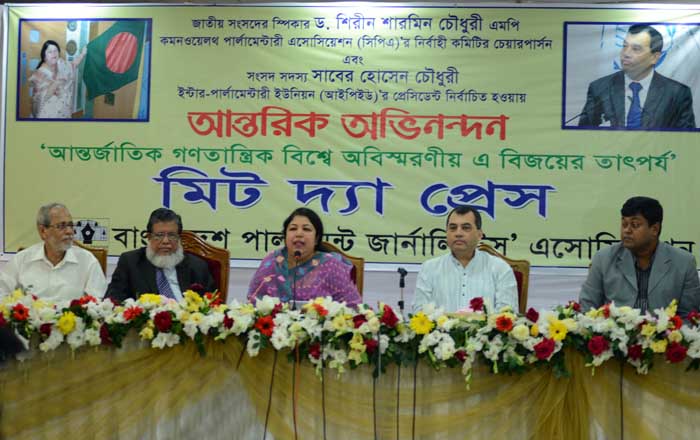 জাতীয় সংসদের স্পিকার ড. শিরীন শারমিন চৌধুরী এমপি
কমনওয়েলথ পার্লামেন্টারী এসোসিয়েশন (সিপিএ)'র নির্বাহী কমিটির চেয়ারপার্সন
এবং
সংসদ সদস্য সাবের হোসেন চৌধুরী
ইন্টার-পার্লামেন্টারী ইউনিয়ন (আইপিইউ)'র প্রেসিডেন্ট নির্বাচিত হওয়ায়
আন্তরিক অভিনন্দন
'আন্তর্জাতিক গণতান্ত্রিক বিশ্বে অবিস্মরণীয় এ বিজয়ের তাৎপর্য'
মিট দ্যা প্রেস
পার্লামেন্ট জার্নালিস্টস' এসোসি